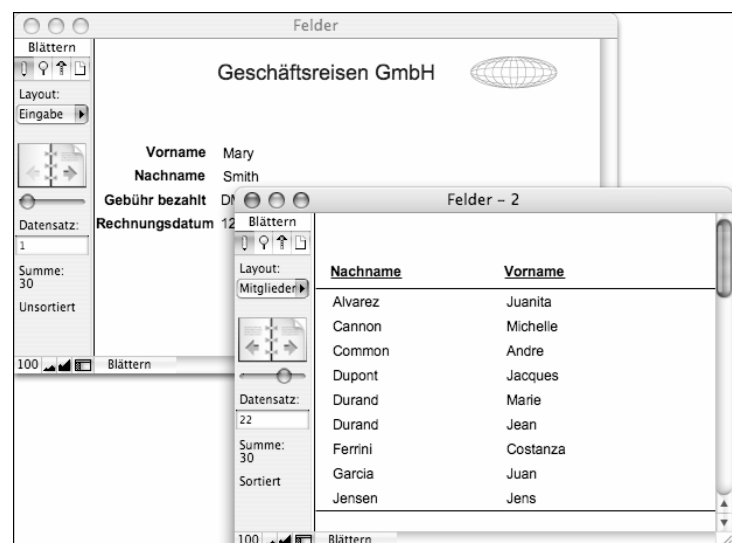 Felder
Blättern
Layout:
Eingabe
Datensatz:
1
Summe:
30
Unsortiert
100 Blättern
Geschäftsreisen GmbH
Vorname Mary
Nachname Smith
Gebühr bezahlt
Rechnungsdatum 12
Felder – 2
Blättern
Layout:
Mitglieder
Datensatz:
22
Summe:
30
Sortiert
Nachname Vorname
Alvarez Juanita
Cannon Michelle
Common Andre
Dupont Jacques
Durand Marie
Durand Jean
Ferrini Costanza
Garcia Juan
Jensen Jens
100 Blättern